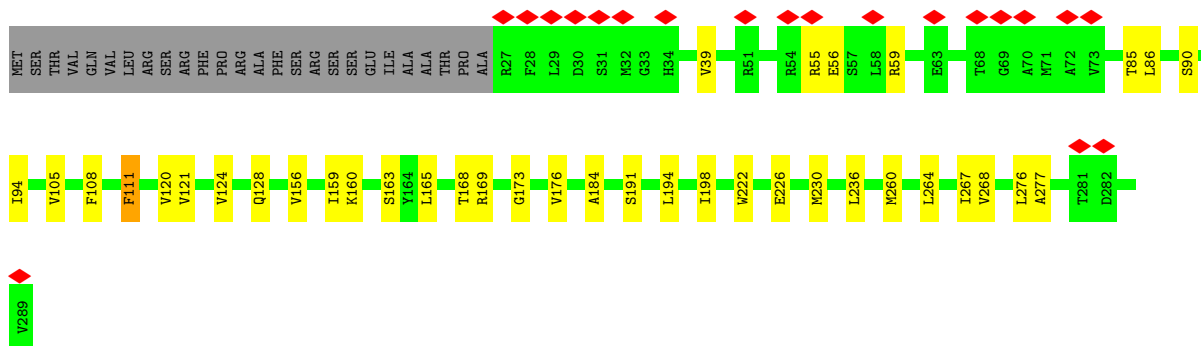 MET SER THR VAL GLN VAL LEU ARG SER ARG PHE PRO ARG ALA PHE SER ARG SER SER GLU ILE ALA ALA THR PRO ALA R27 F28 L29 D30 S31 M32 G33 H34 V39 R51 R54 R55 E56 S57 L58 R59 E63 T68 G69 A70 M71 A72 V73 T85 L86 S90
I94 V105 F108 F111 V120 V121 V124 Q128 V156 I159 K160 S163 Y164 L165 T168 R169 G173 V176 A184 S191 L194 I198 W222 E226 M230 L236 M260 L264 I267 V268 L276 A277 T281 D282
V289